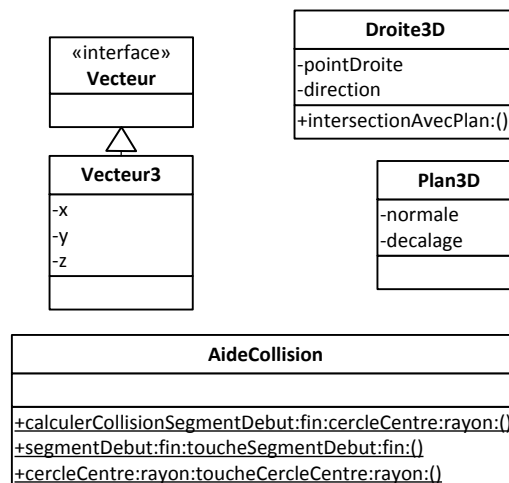 «interface»
Vecteur
Vecteur3
-x
-y
-z
Droite3D
-pointDroite
-direction
+intersectionAvecPlan:()
Plan3D
-normale
-decalage
AideCollision
+calculerCollisionSegmentDebut:fin:cercleCentre:rayon:()
+segmentDebut:fin:toucheSegmentDebut:fin:()
+cercleCentre:rayon:toucheCercleCentre:rayon:()